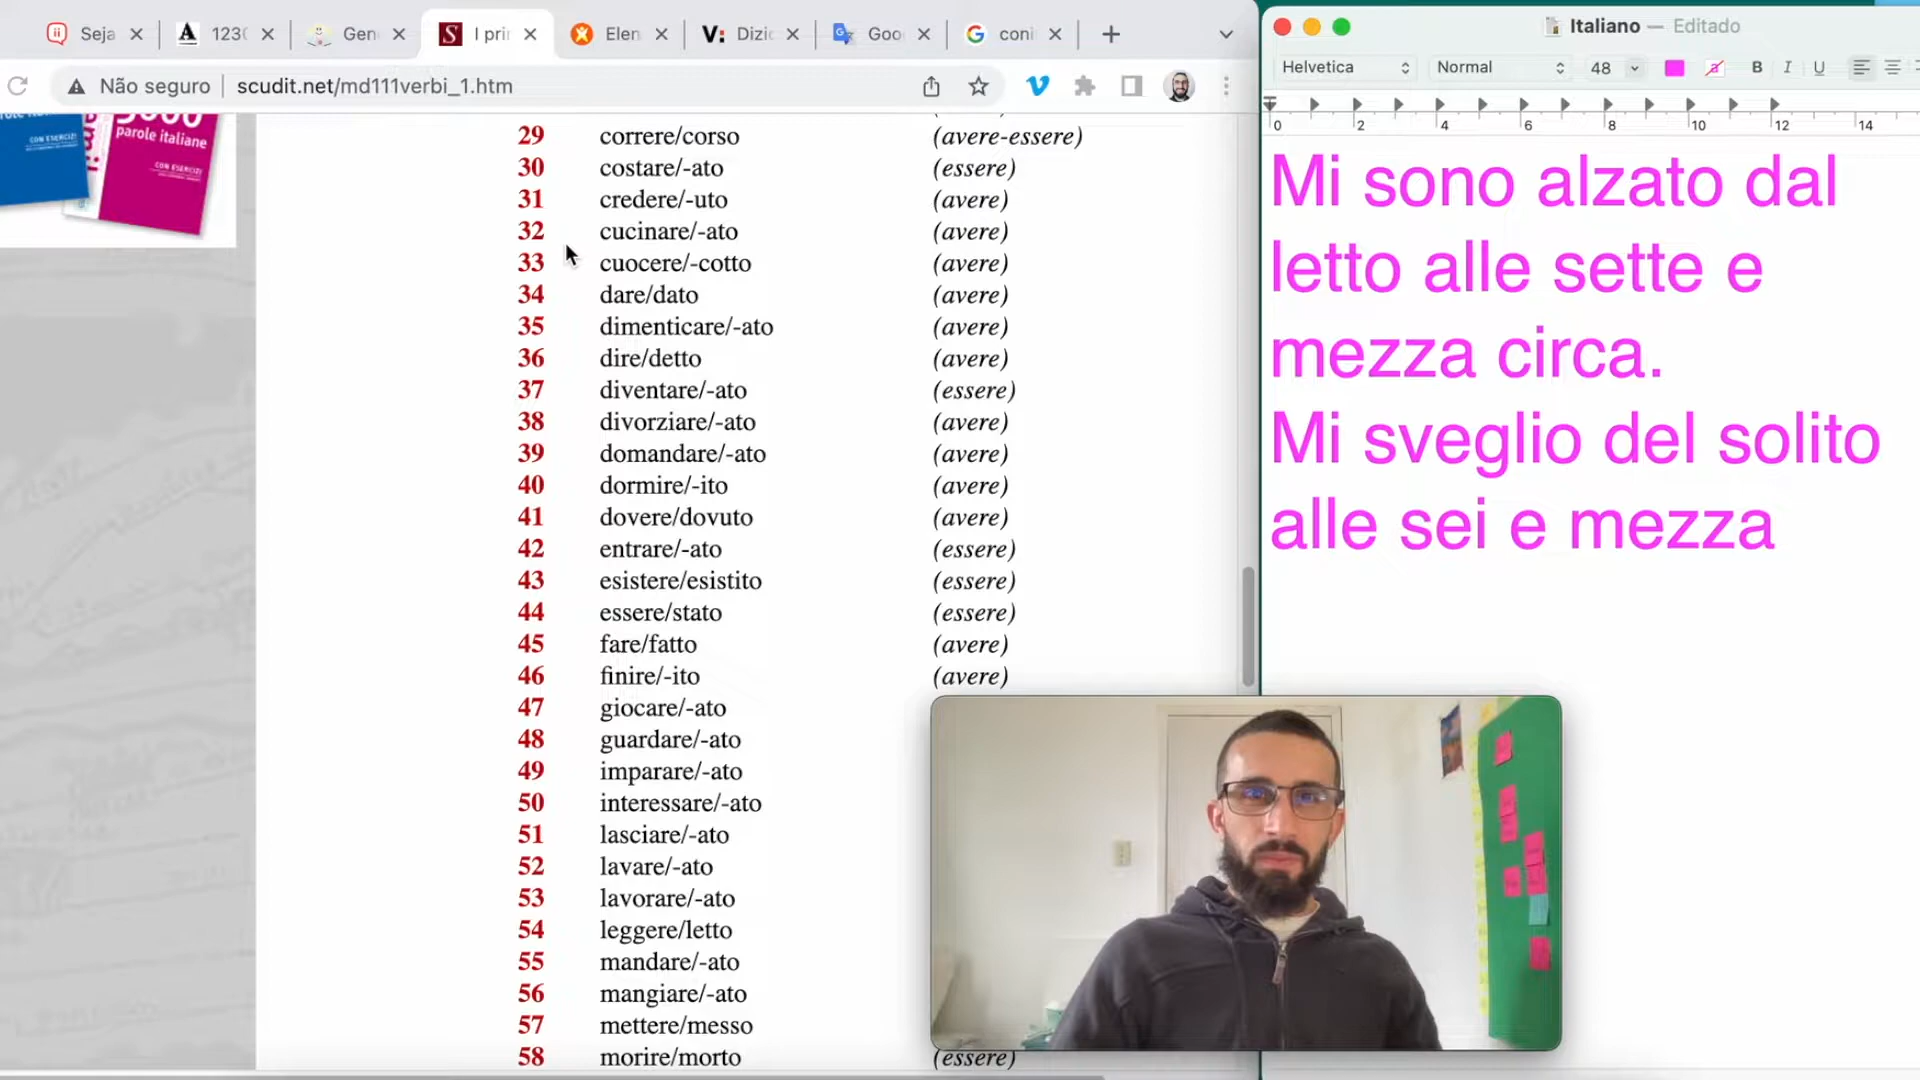 Seja
123(
Gen
I pri
Elen
Dizi
Goo
coni
Não seguro
scudit.net/md111verbi_1.htm
parole italiane
CON ESERCIZI
29 correre/corso (avere-essere)
30 costare/-ato (essere)
31 credere/-uto (avere)
32 cucinare/-ato (avere)
33 cuocere/-cotto (avere)
34 dare/dato (avere)
35 dimenticare/-ato (avere)
36 dire/detto (avere)
37 diventare/-ato (essere)
38 divorziare/-ato (avere)
39 domandare/-ato (avere)
40 dormire/-ito (avere)
41 dovere/dovuto (avere)
42 entrare/-ato (essere)
43 esistere/esistito (essere)
44 essere/stato (essere)
45 fare/fatto (avere)
46 finire/-ito (avere)
47 giocare/-ato
48 guardare/-ato
49 imparare/-ato
50 interessare/-ato
51 lasciare/-ato
52 lavare/-ato
53 lavorare/-ato
54 leggere/letto
55 mandare/-ato
56 mangiare/-ato
57 mettere/messo
58 morire/morto (essere)
Italiano — Editado
Helvetica Normal 48 B I U
0 2 4 6 8 10 12 14
Mi sono alzato dal
letto alle sette e
mezza circa.
Mi sveglio del solito
alle sei e mezza